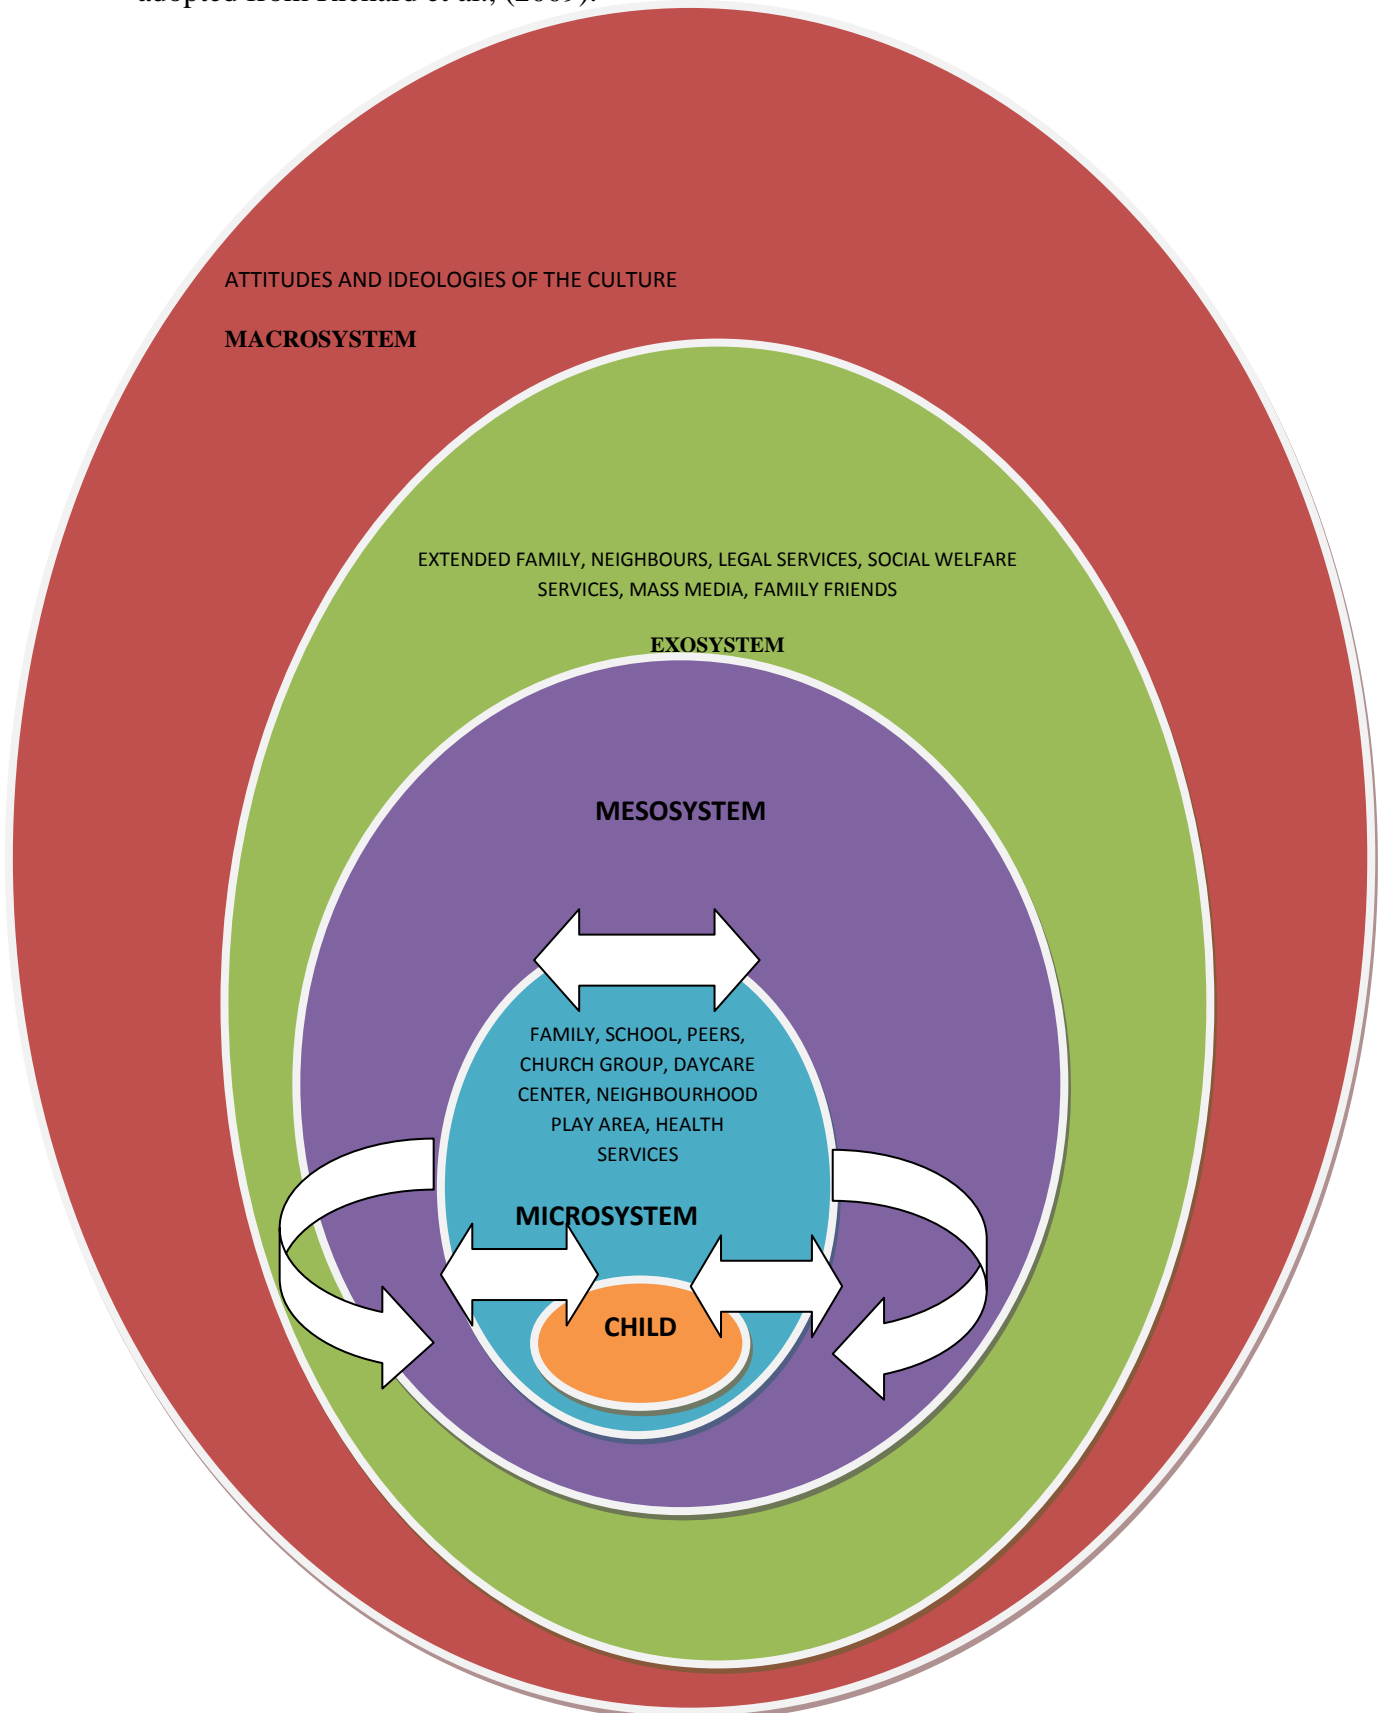 (2009).
ATTITUDES AND IDEOLOGIES OF THE CULTURE
MACROSYSTEM
EXTENDED FAMILY, NEIGHBOURS, LEGAL SERVICES, SOCIAL WELFARE
SERVICES, MASS MEDIA, FAMILY FRIENDS
EXOSYSTEM
MESOSYSTEM
FAMILY, SCHOOL, PEERS,
CHURCH GROUP, DAYCARE
CENTER, NEIGHBOURHOOD
PLAY AREA, HEALTH
SERVICES
MICROSYSTEM
CHILD